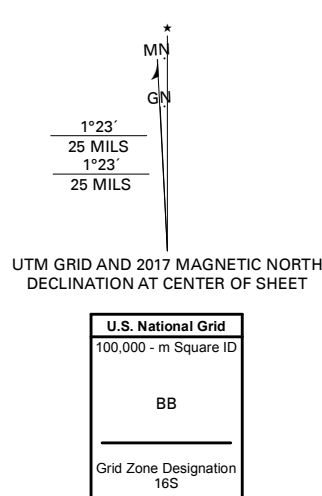 MN
GN
1°23´
25 MILS
1°23´
25 MILS
UTM GRID AND 2017 MAGNETIC NORTH
DECLINATION AT CENTER OF SHEET
U.S. National Grid
100,000 - m Square ID
BB
Grid Zone Designation
16S